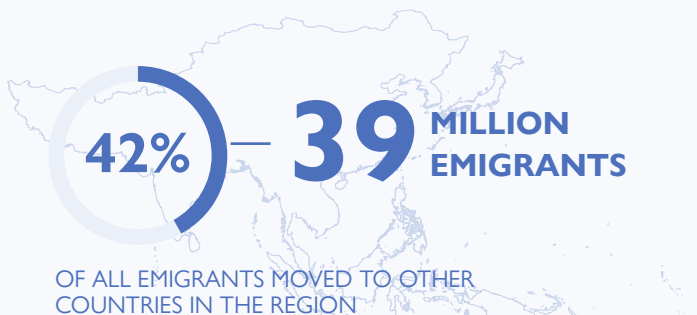 42%
39
MILLION
EMIGRANTS
OF ALL EMIGRANTS MOVED TO OTHER
COUNTRIES IN THE REGION